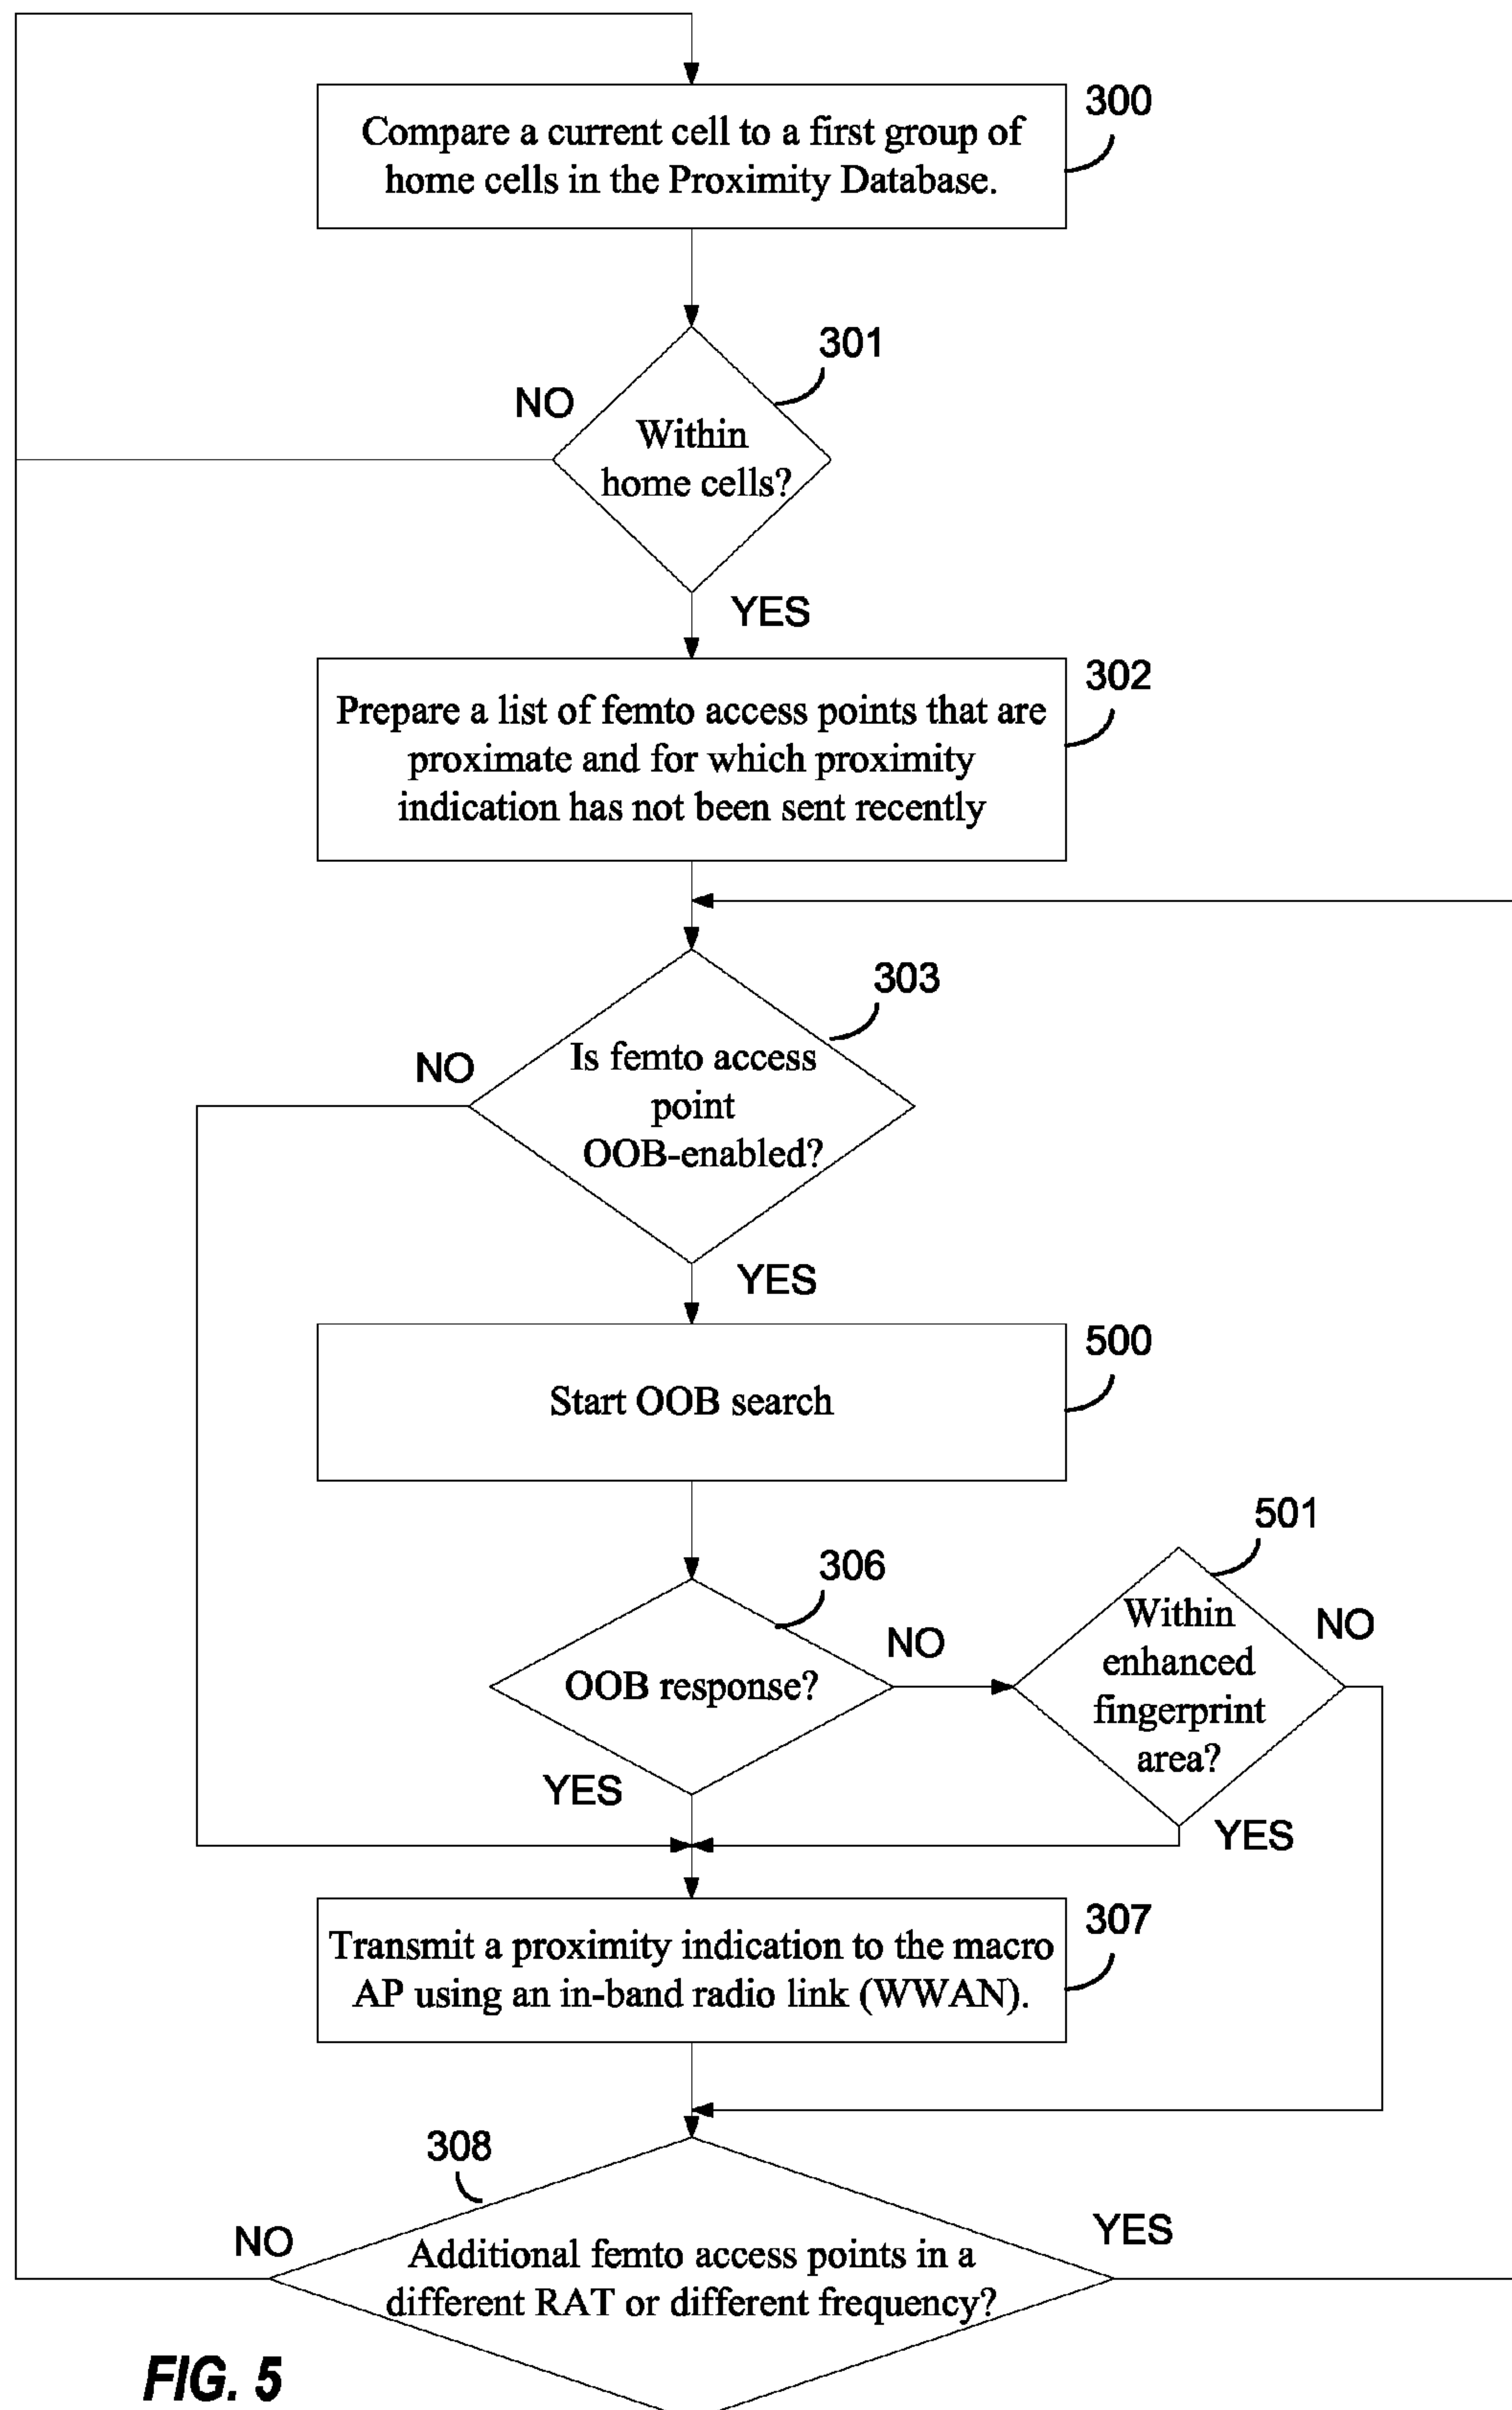 Compare a current cell to a first group of
home cells in the Proximity Database.
300
301
NO
Within
home cells?
YES
302
Prepare a list of femto access points that are
proximate and for which proximity
indication has not been sent recently
303
NO
Is femto access
point
OOB-enabled?
YES
500
Start OOB search
501
306
Within
enhanced
fingerprint
area?
NO
NO
OOB response?
YES
YES
307
Transmit a proximity indication to the macro
AP using an in-band radio link (WWAN).
308
NO
YES
Additional femto access points in a
different RAT or different frequency?
FIG. 5